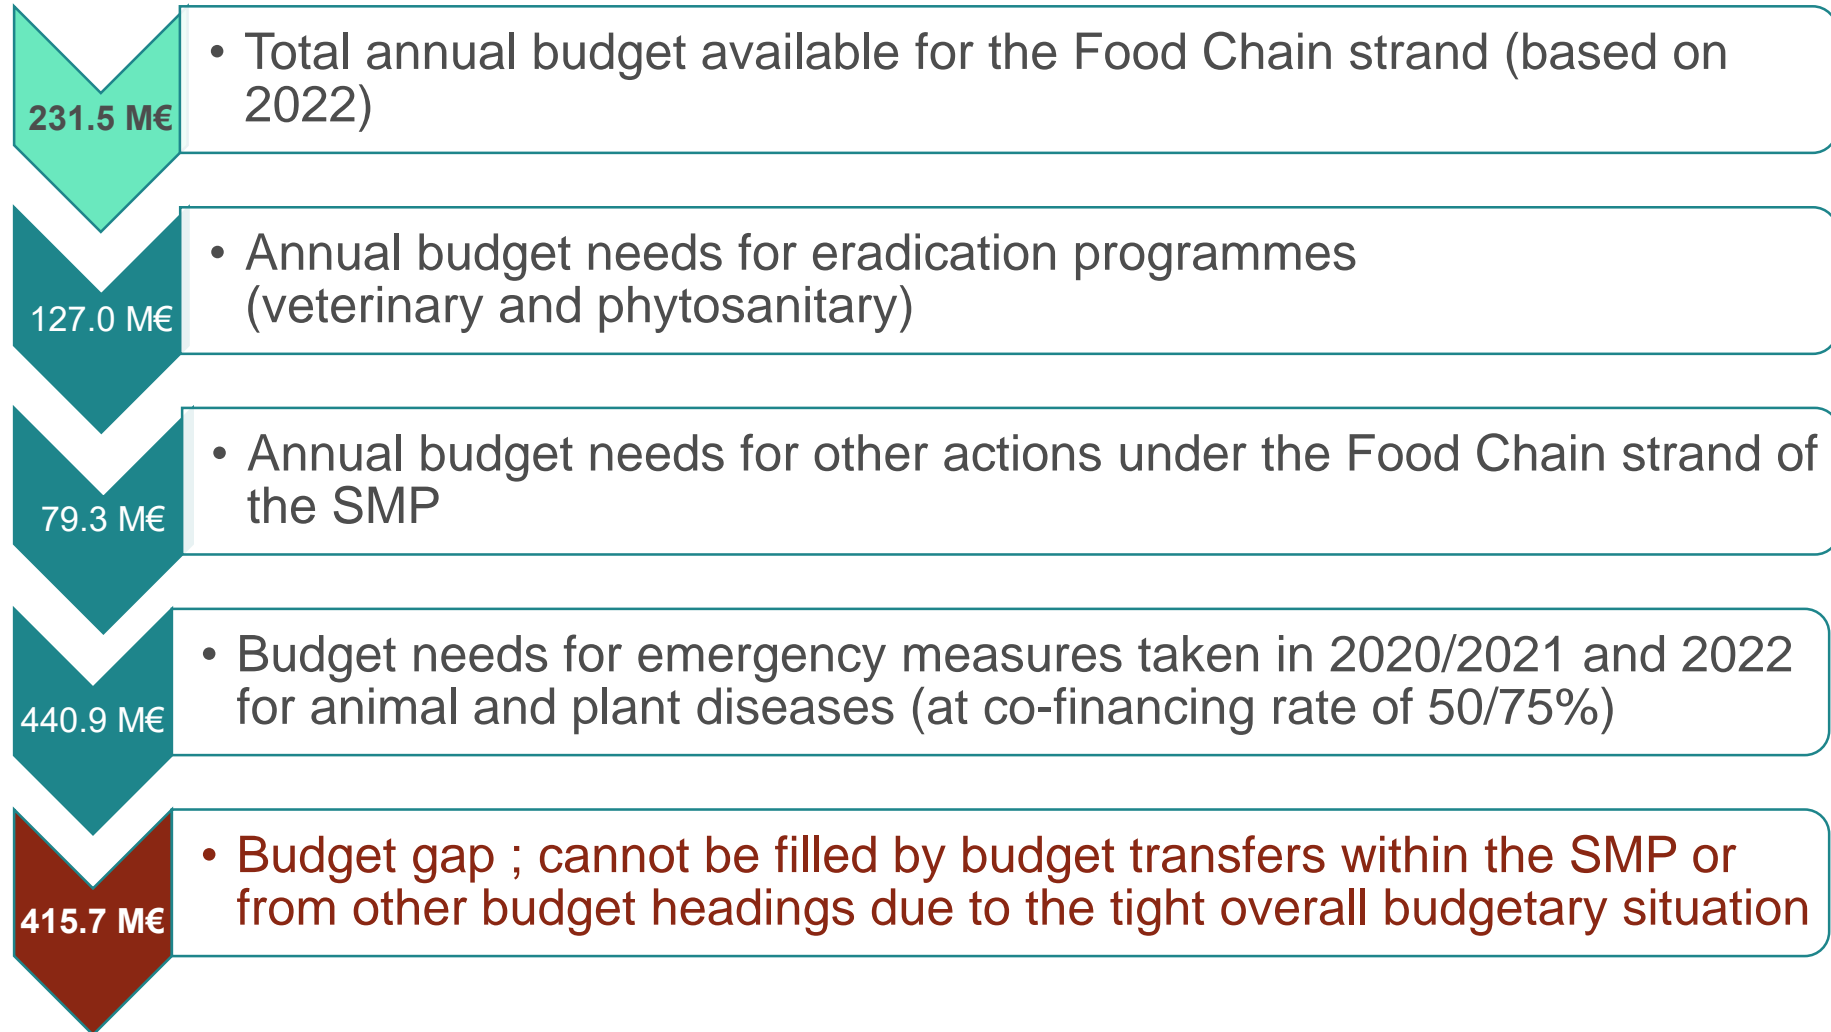 • Total annual budget available for the Food Chain strand (based on
2022)
231.5 M€
• Annual budget needs for eradication programmes
(veterinary and phytosanitary)
127.0 M€
• Annual budget needs for other actions under the Food Chain strand of
the SMP
79.3 M€
• Budget needs for emergency measures taken in 2020/2021 and 2022
for animal and plant diseases (at co-financing rate of 50/75%)
440.9 M€
• Budget gap ; cannot be filled by budget transfers within the SMP or
from other budget headings due to the tight overall budgetary situation
415.7 M€